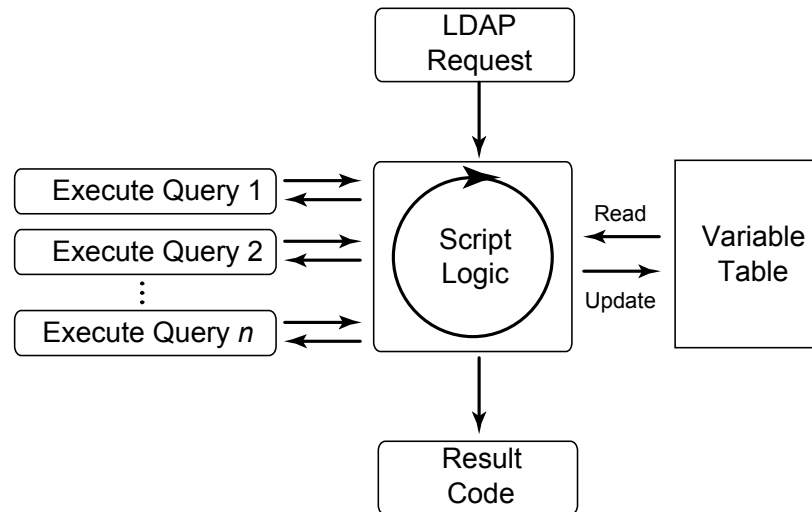 LDAP
Request
Execute Query 1
Execute Query 2
⋮
Execute Query n
Script
Logic
Read
Update
Variable
Table
Result
Code